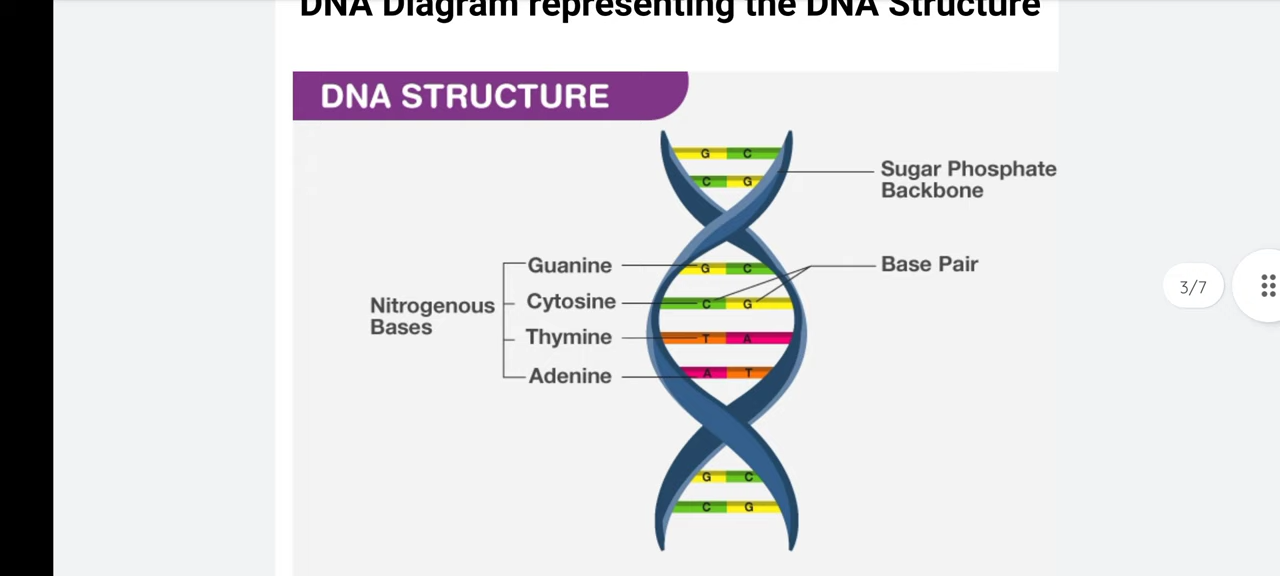 DNA Diagram representing the DNA Structure
DNA STRUCTURE
G C
C G
Sugar Phosphate
Backbone
G C
C G
T A
A T
G C
C G
Base Pair
Nitrogenous
Bases
Guanine
Cytosine
Thymine
Adenine
3/7